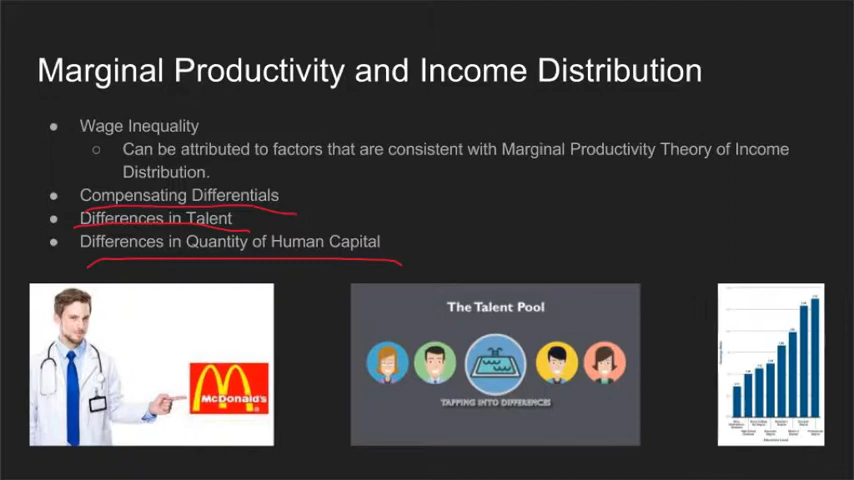 Marginal Productivity and Income Distribution
Wage Inequality
Can be attributed to factors that are consistent with Marginal Productivity Theory of Income
Distribution.
Compensating Differentials
Differences in Talent
Differences in Quantity of Human Capital
The Talent Pool
McDonald's
TAPPING INTO DIFFERENCES